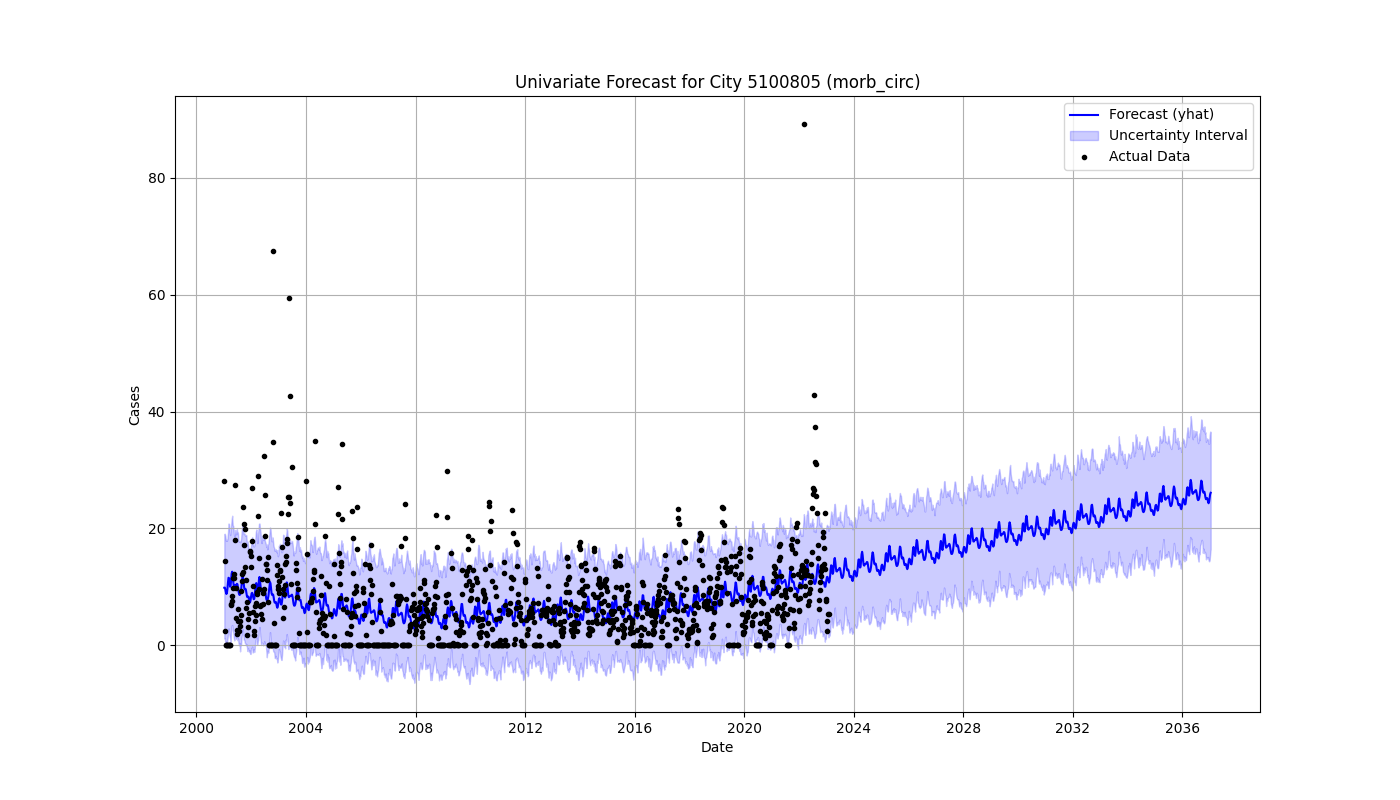 Univariate Forecast for City 5100805 (morb_circ)
Forecast (yhat)
Uncertainty Interval
Actual Data
Cases
80
60
40
20
0
2000 2004 2008 2012 2016 2020 2024 2028 2032 2036
Date